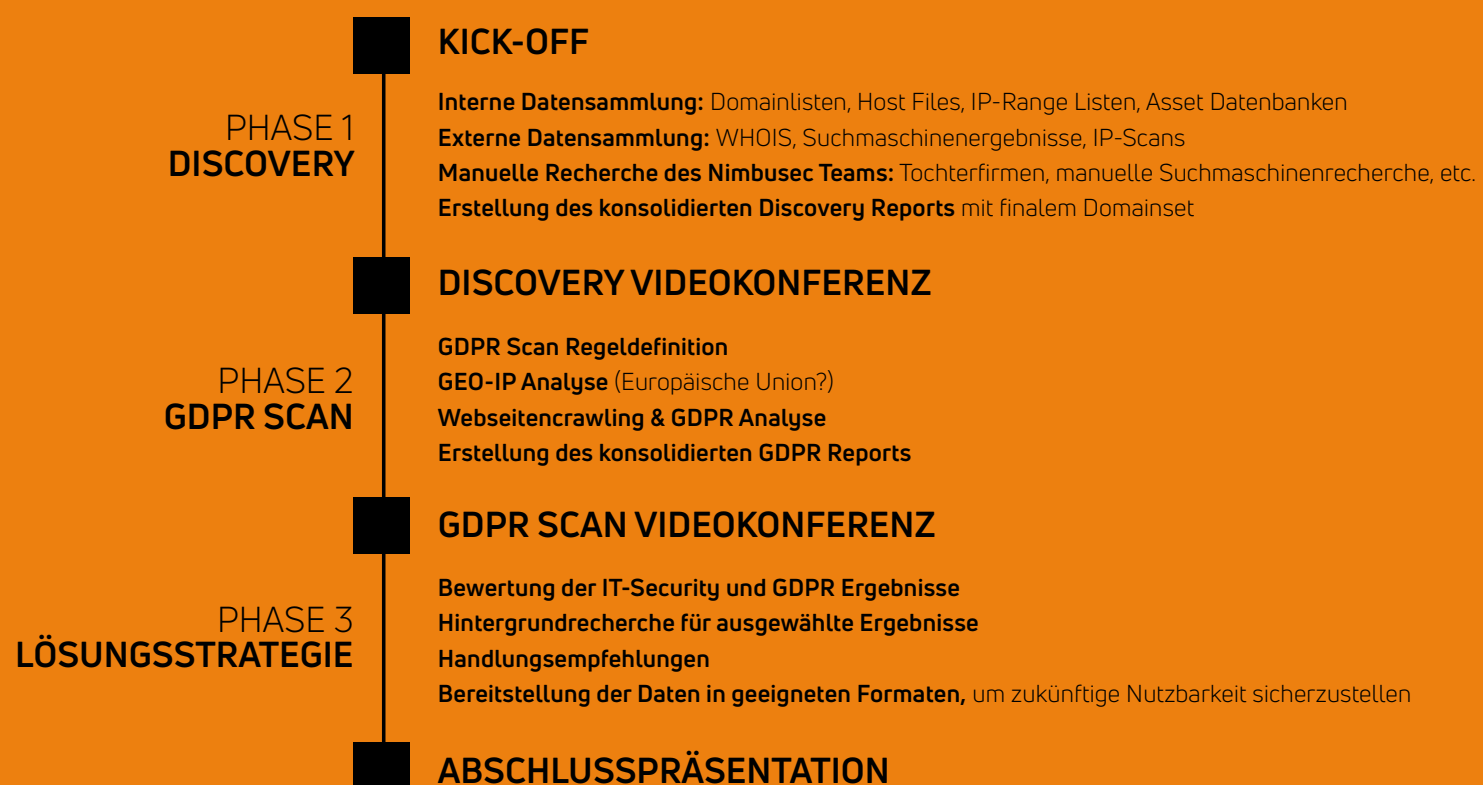 KICK-OFF
PHASE 1
DISCOVERY
Interne Datensammlung: Domainlisten, Host Files, IP-Range Listen, Asset Datenbanken
Externe Datensammlung: WHOIS, Suchmaschinenergebnisse, IP-Scans
Manuelle Recherche des Nimbusec Teams: Tochterfirmen, manuelle Suchmaschinenrecherche, etc.
Erstellung des konsolidierten Discovery Reports mit finalem Domainset
DISCOVERY VIDEOKONFERENZ
PHASE 2
GDPR SCAN
GDPR Scan Regeldefinition
GEO-IP Analyse (Europäische Union?)
Webseitencrawling & GDPR Analyse
Erstellung des konsolidierten GDPR Reports
GDPR SCAN VIDEOKONFERENZ
PHASE 3
LÖSUNGSSTRATEGIE
Bewertung der IT-Security und GDPR Ergebnisse
Hintergrundrecherche für ausgewählte Ergebnisse
Handlungsempfehlungen
Bereitstellung der Daten in geeigneten Formaten, um zukünftige Nutzbarkeit sicherzustellen
ABSCHLUSSPRÄSENTATION